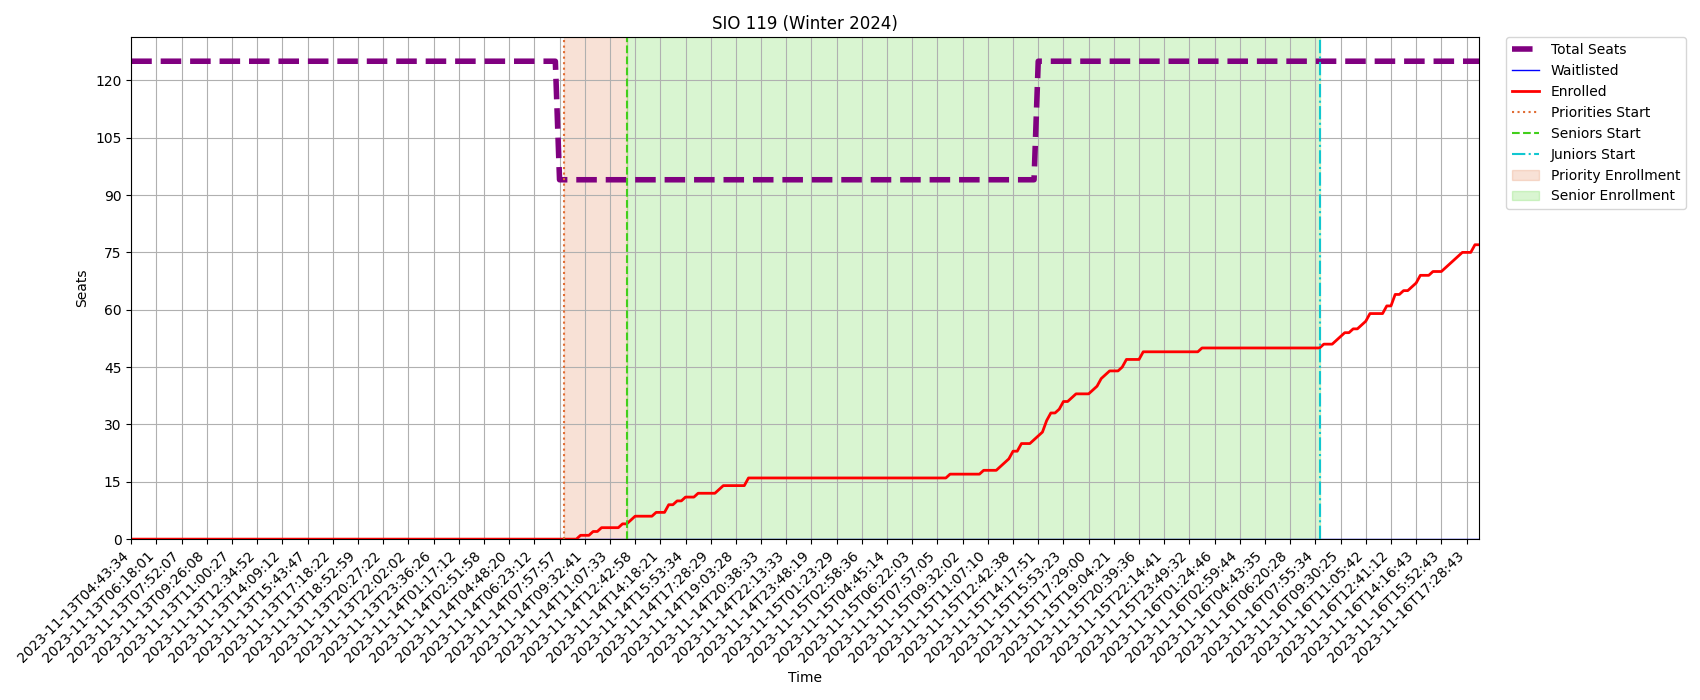 SIO 119 (Winter 2024)
Total Seats
Waitlisted
Enrolled
Priorities Start
Seniors Start
Juniors Start
Priority Enrollment
Senior Enrollment
Seats
120
105
90
75
60
45
30
15
0
2023-11-13T04:43:34
2023-11-13T06:18:01
2023-11-13T07:52:07
2023-11-13T09:26:08
2023-11-13T11:00:27
2023-11-13T12:34:52
2023-11-13T14:09:12
2023-11-13T15:43:47
2023-11-13T17:18:22
2023-11-13T18:52:59
2023-11-13T20:27:22
2023-11-13T22:02:02
2023-11-13T23:36:26
2023-11-14T01:17:12
2023-11-14T02:51:58
2023-11-14T04:48:20
2023-11-14T06:23:12
2023-11-14T07:57:57
2023-11-14T09:32:41
2023-11-14T11:07:33
2023-11-14T12:42:58
2023-11-14T14:18:21
2023-11-14T15:53:34
2023-11-14T17:28:29
2023-11-14T19:03:28
2023-11-14T20:38:33
2023-11-14T22:13:33
2023-11-14T23:48:19
2023-11-15T01:23:29
2023-11-15T02:58:36
2023-11-15T04:45:14
2023-11-15T06:22:03
2023-11-15T07:57:05
2023-11-15T09:32:02
2023-11-15T11:07:10
2023-11-15T12:42:38
2023-11-15T14:17:51
2023-11-15T15:53:23
2023-11-15T17:29:00
2023-11-15T19:04:21
2023-11-15T20:39:36
2023-11-15T22:14:41
2023-11-15T23:49:32
2023-11-16T01:24:46
2023-11-16T02:59:44
2023-11-16T04:43:35
2023-11-16T06:20:28
2023-11-16T07:55:34
2023-11-16T09:30:25
2023-11-16T11:05:42
2023-11-16T12:41:12
2023-11-16T14:16:43
2023-11-16T15:52:43
2023-11-16T17:28:43
Time